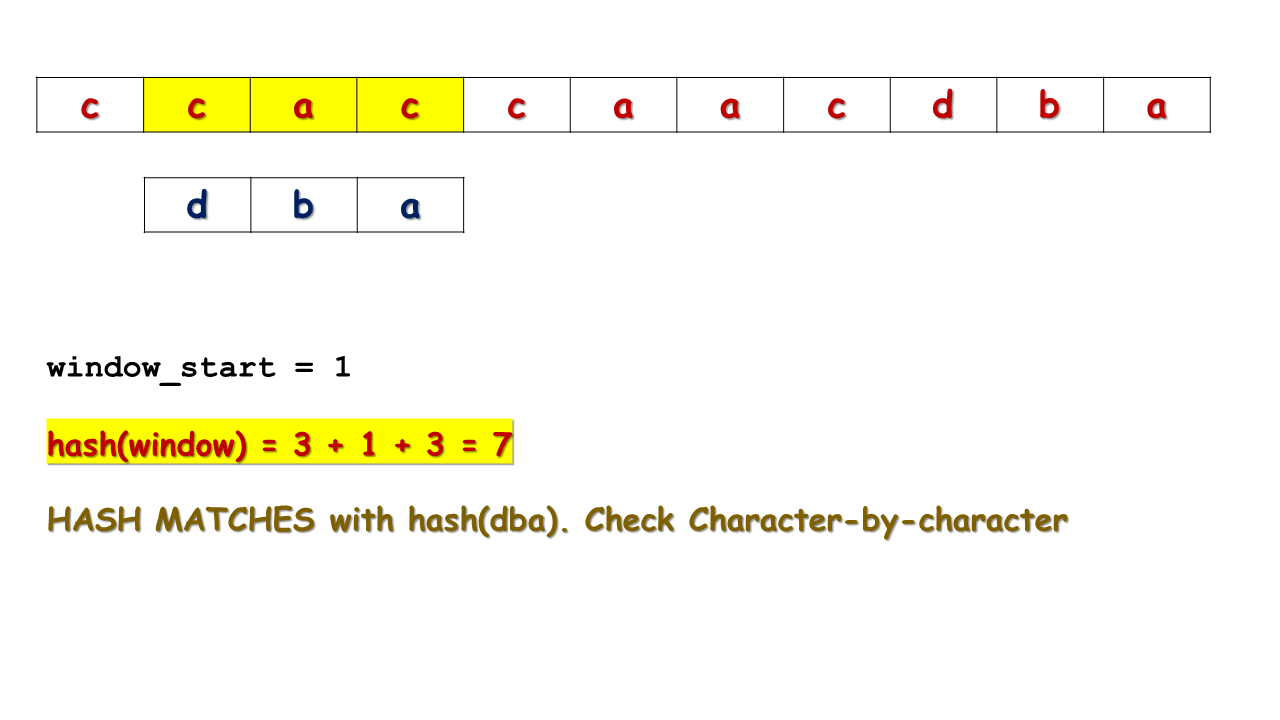 c c a c c a a c d b a
d b a
window_start = 1
hash(window) = 3 + 1 + 3 = 7
HASH MATCHES with hash(dba). Check Character-by-character